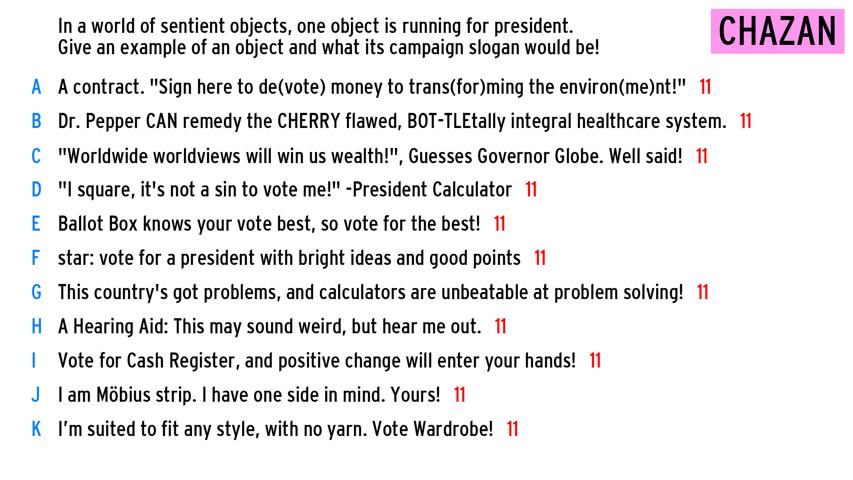 In a world of sentient objects, one object is running for president.
Give an example of an object and what its campaign slogan would be!
CHAZAN
A A contract. "Sign here to de(vote) money to trans(for)ming the environ(me)nt!" 11
B Dr. Pepper CAN remedy the CHERRY flawed, BOT-TLEtally integral healthcare system. 11
C "Worldwide worldviews will win us wealth!", Guesses Governor Globe. Well said! 11
D "I square, it's not a sin to vote me!" -President Calculator 11
E Ballot Box knows your vote best, so vote for the best! 11
F star: vote for a president with bright ideas and good points 11
G This country's got problems, and calculators are unbeatable at problem solving! 11
H A Hearing Aid: This may sound weird, but hear me out. 11
I Vote for Cash Register, and positive change will enter your hands! 11
J I am Möbius strip. I have one side in mind. Yours! 11
K I’m suited to fit any style, with no yarn. Vote Wardrobe! 11